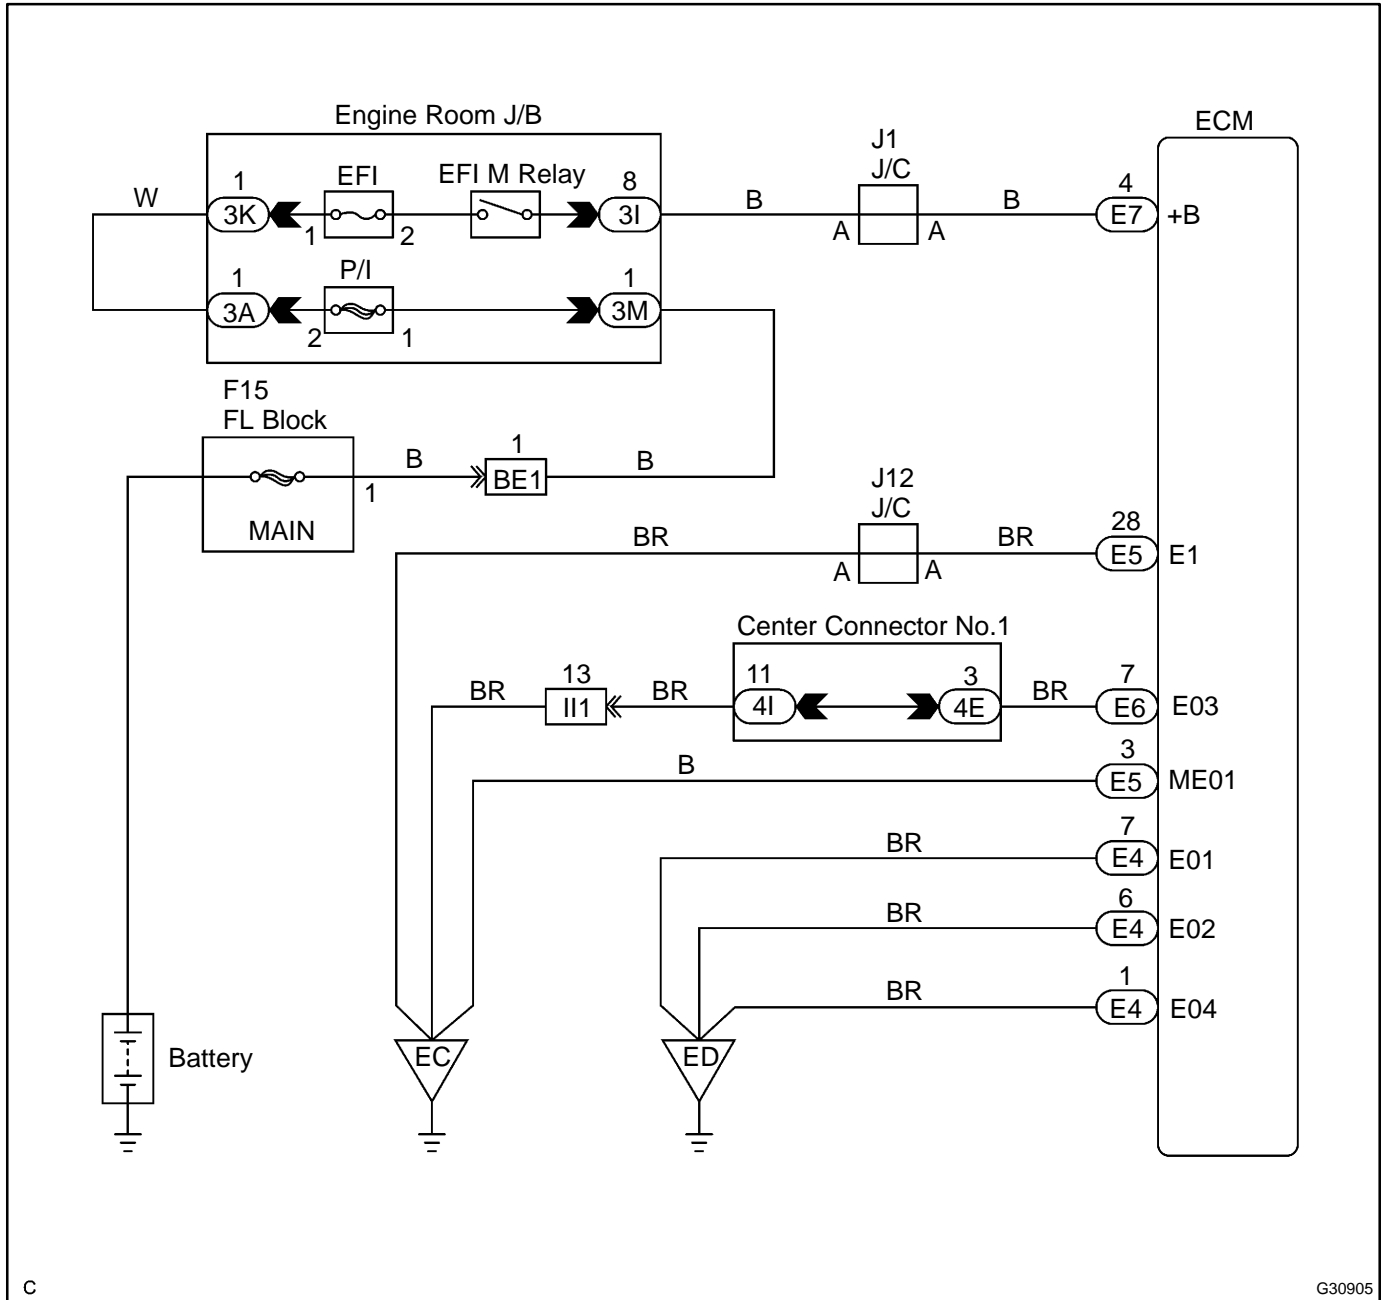 Engine Room J/B
ECM
J1
J/C
W
1
EFI
EFI M Relay
8
B
B
4
3K
1
2
3I
A
A
E7
+B
1
P/I
1
3A
2
1
3M
F15
FL Block
B
1
B
1
BE1
MAIN
J12
J/C
BR
BR
28
A
A
E5
E1
Center Connector No.1
BR
13
BR
11
3
BR
7
II1
4I
4E
E6
E03
B
3
E5
ME01
BR
7
E4
E01
BR
6
E4
E02
BR
1
E4
E04
Battery
EC
ED
C
G30905